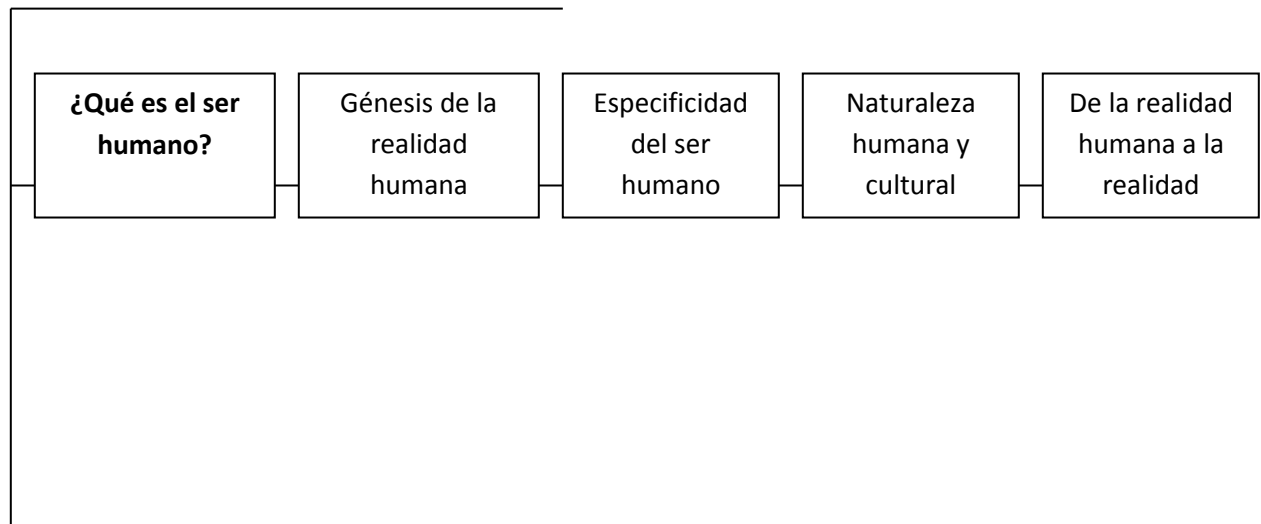 ¿Qué es el ser
humano?
Génesis de la
realidad
humana
Especificidad
del ser
humano
Naturaleza
humana y
cultural
De la realidad
humana a la
realidad